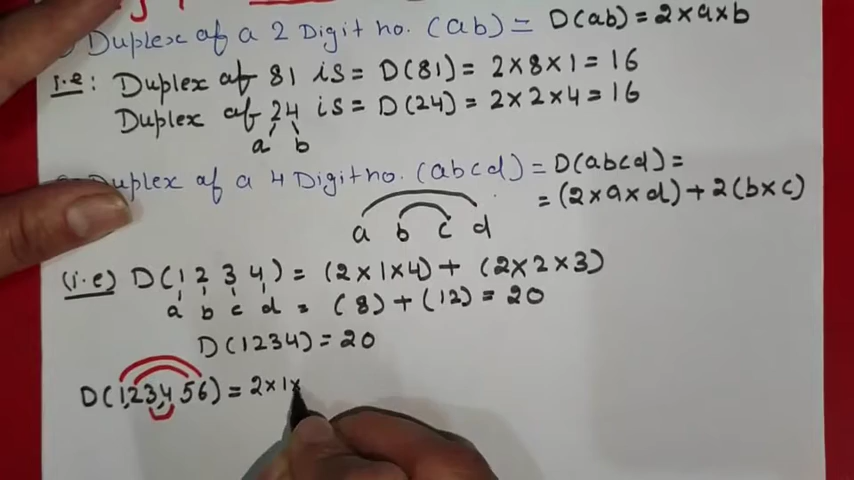 Duplex of a 2 Digit no. (ab) = D(ab) = 2×a×b
i.e: Duplex of 81 is = D(81) = 2×8×1 = 16
Duplex of 24 is = D(24) = 2×2×4 = 16
a b
Duplex of a 4 Digit no. (abcd) = D(abcd) =
= (2×a×d) + 2(b×c)
a b c d
(i.e) D(1 2 3 4) = (2×1×4) + (2×2×3)
a b c d = (8) + (12) = 20
D(1234) = 20
D(123456) = 2×1×